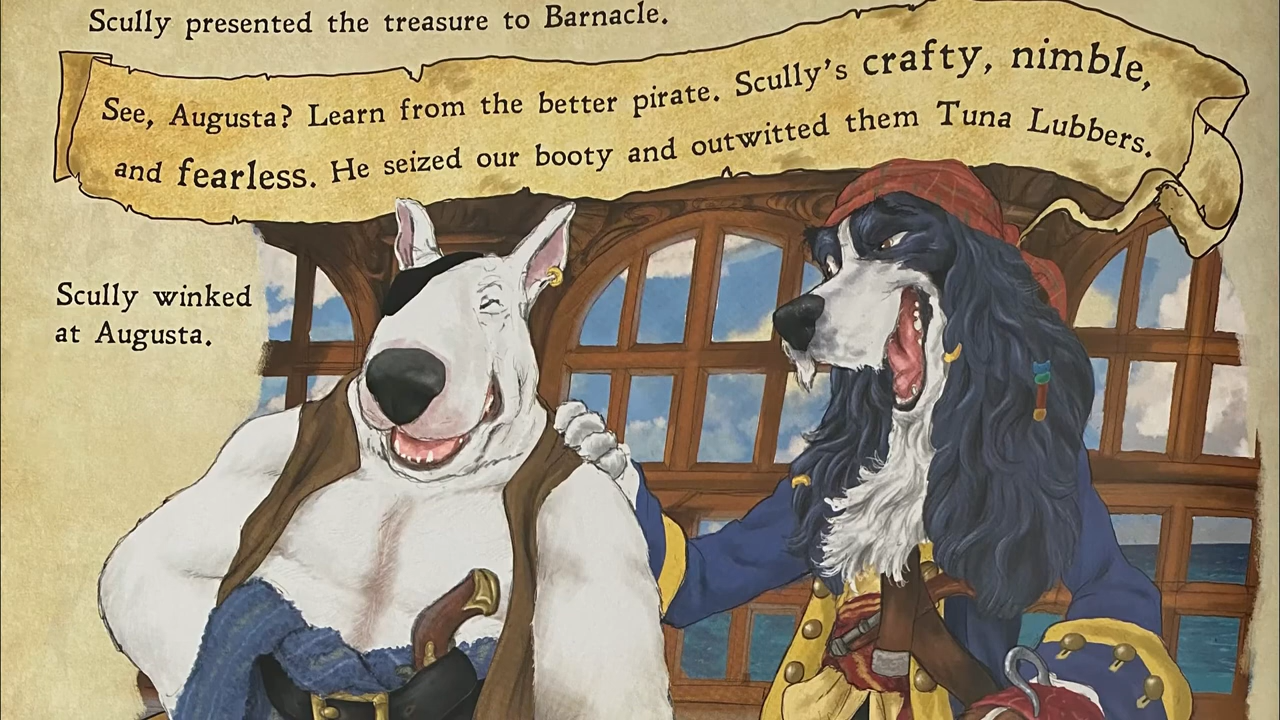 Scully presented the treasure to Barnacle.
See, Augusta? Learn from the better pirate. Scully's crafty, nimble,
and fearless. He seized our booty and outwitted them Tuna Lubbers.
Scully winked
at Augusta.